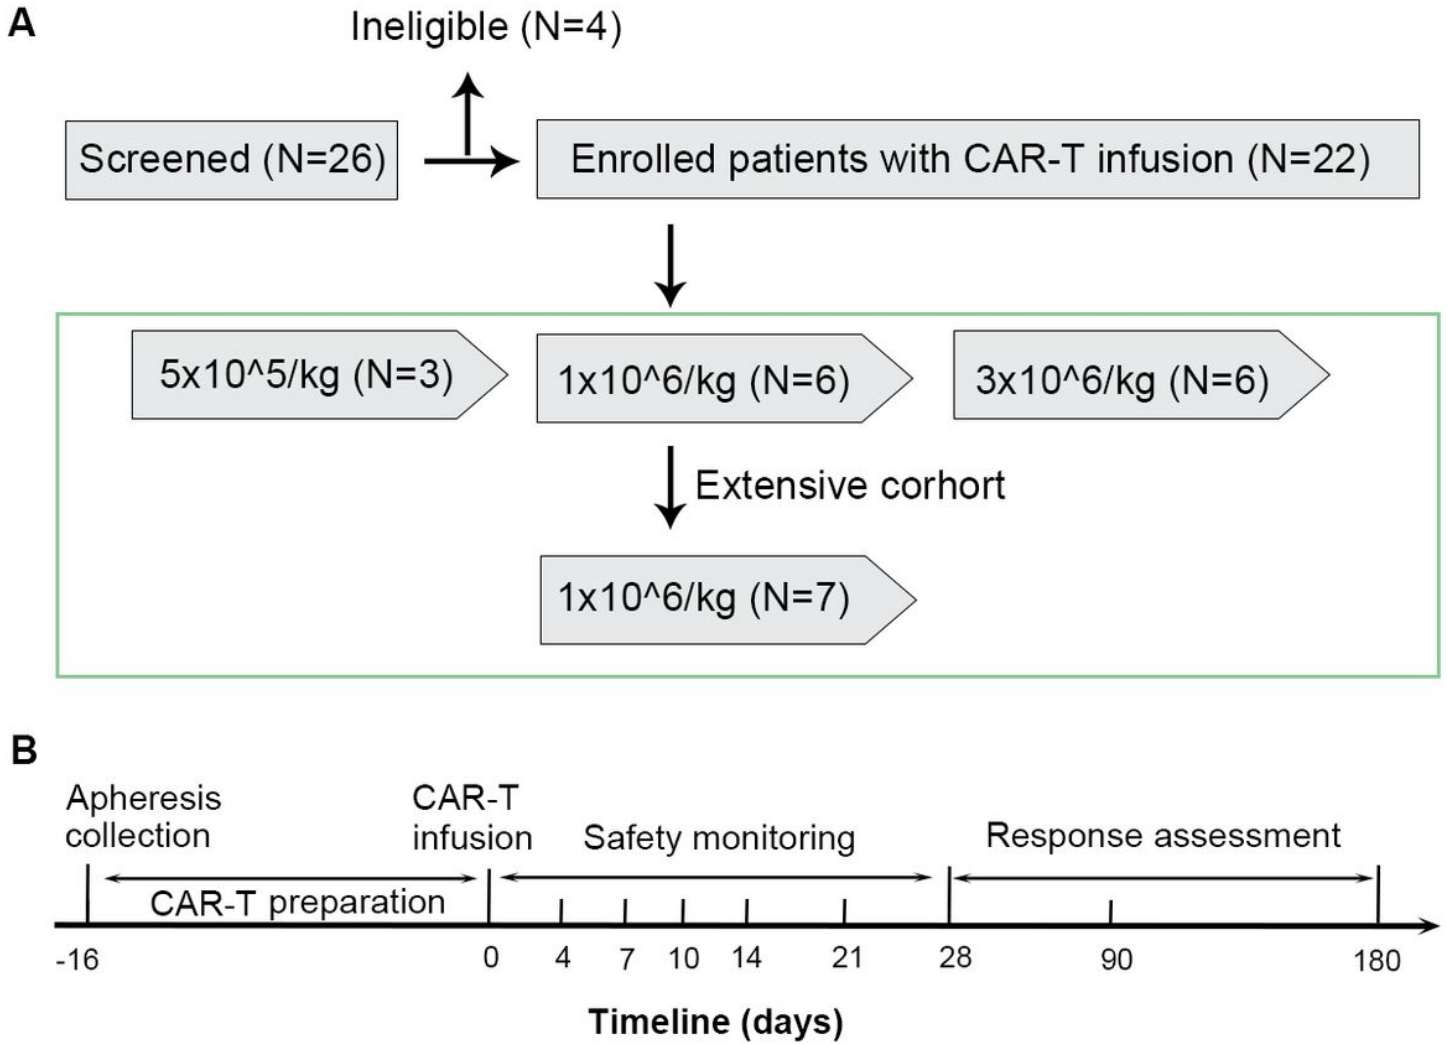 A
Ineligible (N=4)
Screened (N=26)
Enrolled patients with CAR-T infusion (N=22)
5x10^5/kg (N=3)
1x10^6/kg (N=6)
3x10^6/kg (N=6)
Extensive corhort
1x10^6/kg (N=7)
B
Apheresis
collection
CAR-T
infusion
Safety monitoring
Response assessment
CAR-T preparation
-16 0 4 7 10 14 21 28 90 180
Timeline (days)